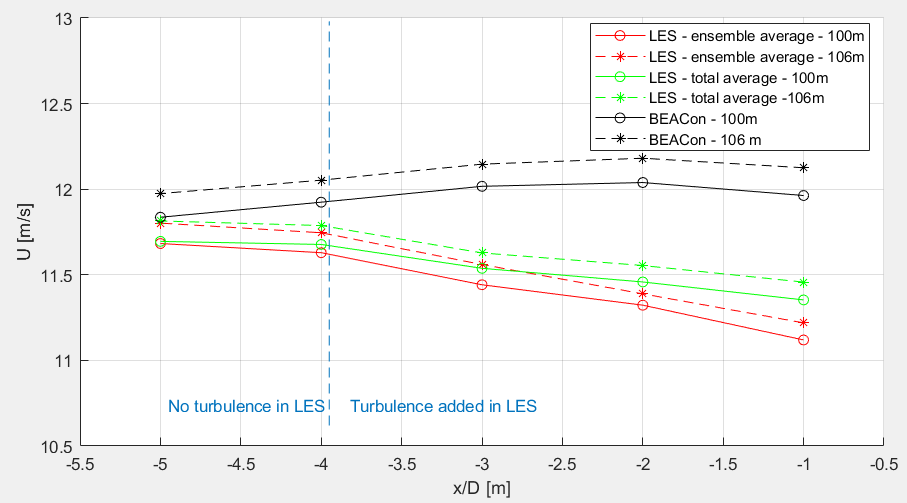 13
12.5
12
11.5
11
10.5
U [m/s]
LES - ensemble average - 100m
LES - ensemble average - 106m
LES - total average - 100m
LES - total average -106m
BEACon - 100m
BEACon - 106 m
No turbulence in LES
Turbulence added in LES
-5.5 -5 -4.5 -4 -3.5 -3 -2.5 -2 -1.5 -1 -0.5
x/D [m]